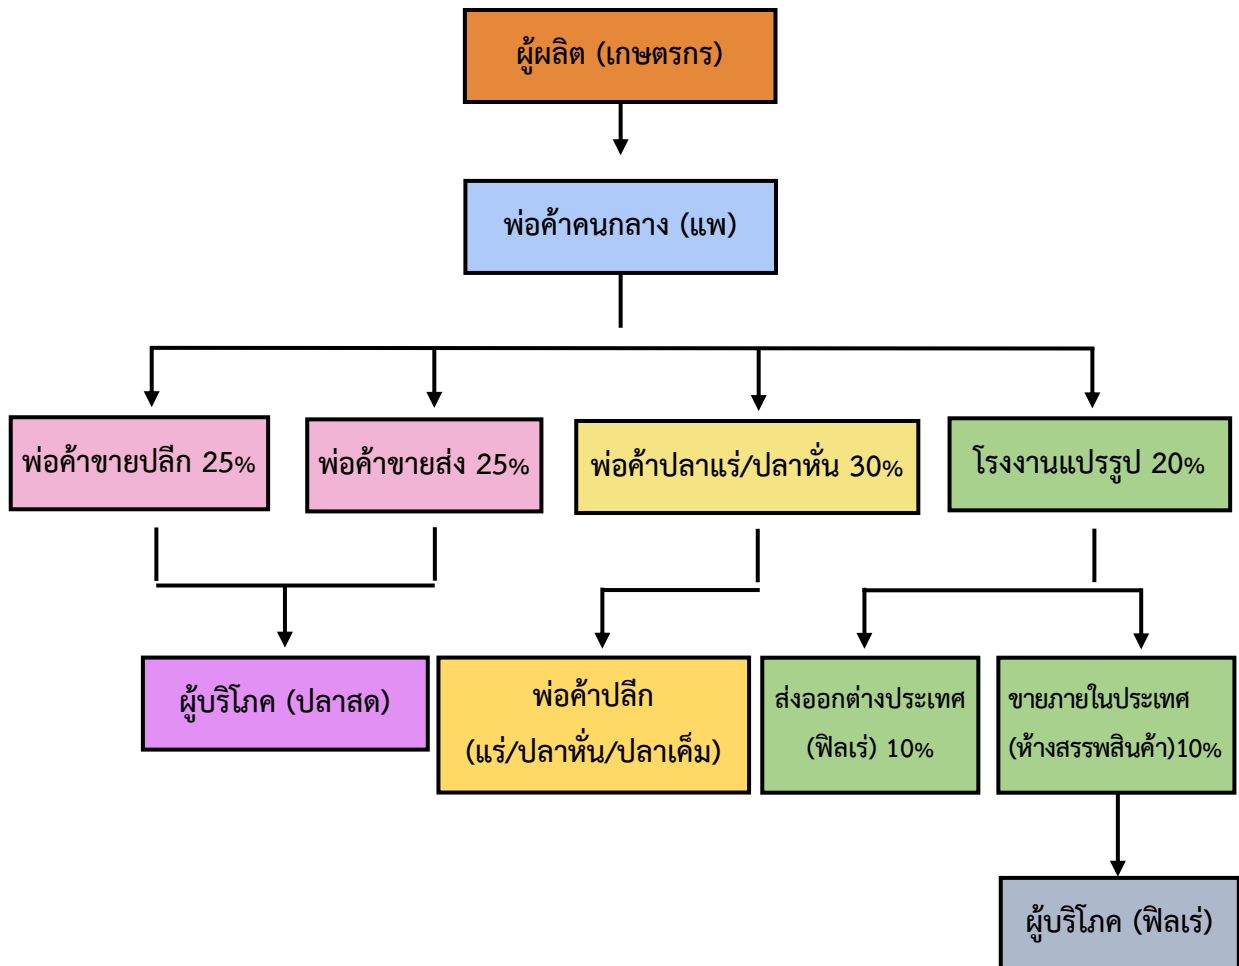 ผู้ผลิต (เกษตรกร)
พ่อค้าคนกลาง (แพ)
พ่อค้าขายปลีก 25%
พ่อค้าขายส่ง 25%
พ่อค้าปลาแร่/ปลาหั่น 30%
โรงงานแปรรูป 20%
ผู้บริโภค (ปลาสด)
พ่อค้าปลีก
(แร่/ปลาหั่น/ปลาเค็ม)
ส่งออกต่างประเทศ
(ฟิลเร่) 10%
ขายภายในประเทศ
(ห้างสรรพสินค้า)10%
ผู้บริโภค (ฟิลเร่)